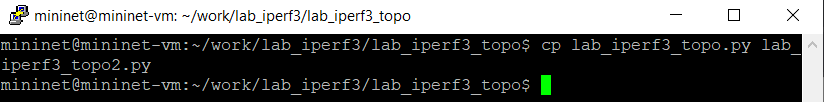 mininet@mininet-vm: ~/work/lab_iperf3/lab_iperf3_topo
mininet@mininet-vm:~/work/lab_iperf3/lab_iperf3_topo$ cp lab_iperf3_topo.py lab_
iperf3_topo2.py
mininet@mininet-vm:~/work/lab_iperf3/lab_iperf3_topo$